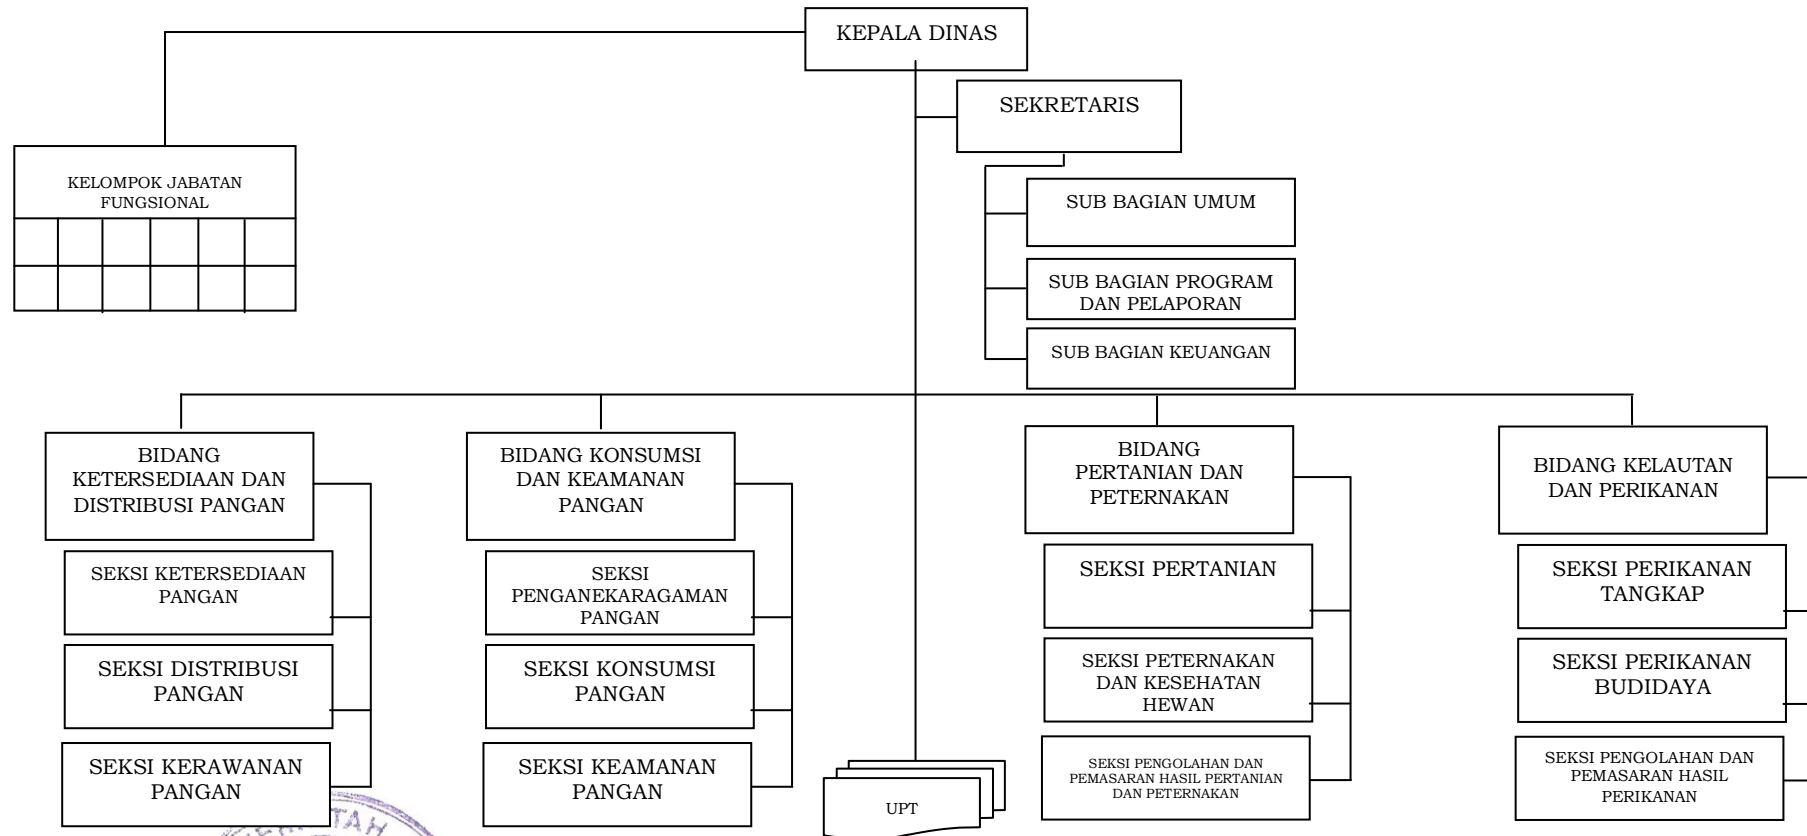 KEPALA DINAS
SEKRETARIS
KELOMPOK JABATAN
FUNGSIONAL
SUB BAGIAN UMUM
SUB BAGIAN PROGRAM
DAN PELAPORAN
SUB BAGIAN KEUANGAN
BIDANG
KETERSEDIAAN DAN
DISTRIBUSI PANGAN
SEKSI KETERSEDIAAN
PANGAN
SEKSI DISTRIBUSI
PANGAN
SEKSI KERAWANAN
PANGAN
BIDANG KONSUMSI
DAN KEAMANAN
PANGAN
SEKSI
PENGANEKARAGAMAN
PANGAN
SEKSI KONSUMSI
PANGAN
SEKSI KEAMANAN
PANGAN
UPT
BIDANG
PERTANIAN DAN
PETERNAKAN
SEKSI PERTANIAN
SEKSI PETERNAKAN
DAN KESEHATAN
HEWAN
SEKSI PENGOLAHAN DAN
PEMASARAN HASIL PERTANIAN
DAN PETERNAKAN
BIDANG KELAUTAN
DAN PERIKANAN
SEKSI PERIKANAN
TANGKAP
SEKSI PERIKANAN
BUDIDAYA
SEKSI PENGOLAHAN DAN
PEMASARAN HASIL
PERIKANAN